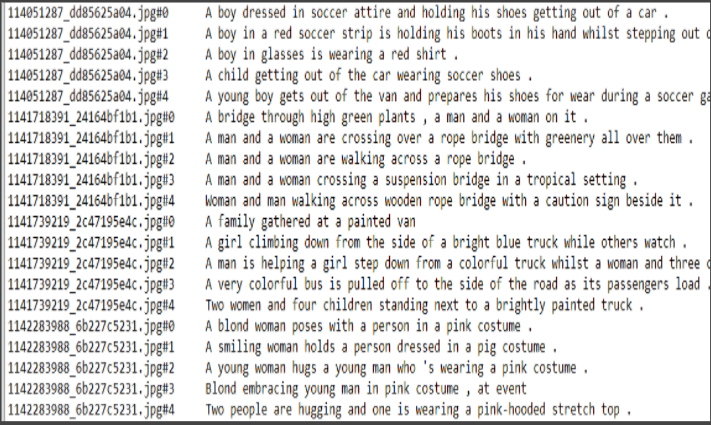 114051287_dd85625a04.jpg#0 A boy dressed in soccer attire and holding his shoes getting out of a car .
114051287_dd85625a04.jpg#1 A boy in a red soccer strip is holding his boots in his hand whilst stepping out
114051287_dd85625a04.jpg#2 A boy in glasses is wearing a red shirt .
114051287_dd85625a04.jpg#3 A child getting out of the car wearing soccer shoes .
114051287_dd85625a04.jpg#4 A young boy gets out of the van and prepares his shoes for wear during a soccer
1141718391_24164bf1b1.jpg#0 A bridge through high green plants , a man and a woman on it .
1141718391_24164bf1b1.jpg#1 A man and a woman are crossing over a rope bridge with greenery all over them .
1141718391_24164bf1b1.jpg#2 A man and a woman are walking across a rope bridge .
1141718391_24164bf1b1.jpg#3 A man and a woman crossing a suspension bridge in a tropical setting .
1141718391_24164bf1b1.jpg#4 Woman and man walking across wooden rope bridge with a caution sign beside it .
1141739219_2c47195e4c.jpg#0 A family gathered at a painted van
1141739219_2c47195e4c.jpg#1 A girl climbing down from the side of a bright blue truck while others watch .
1141739219_2c47195e4c.jpg#2 A man is helping a girl step down from a colorful truck whilst a woman and three
1141739219_2c47195e4c.jpg#3 A very colorful bus is pulled off to the side of the road as its passengers load .
1141739219_2c47195e4c.jpg#4 Two women and four children standing next to a brightly painted truck .
1142283988_6b227c5231.jpg#0 A blond woman poses with a person in a pink costume .
1142283988_6b227c5231.jpg#1 A smiling woman holds a person dressed in a pig costume .
1142283988_6b227c5231.jpg#2 A young woman hugs a young man who 's wearing a pink costume .
1142283988_6b227c5231.jpg#3 Blond embracing young man in pink costume , at event
1142283988_6b227c5231.jpg#4 Two people are hugging and one is wearing a pink-hooded stretch top .